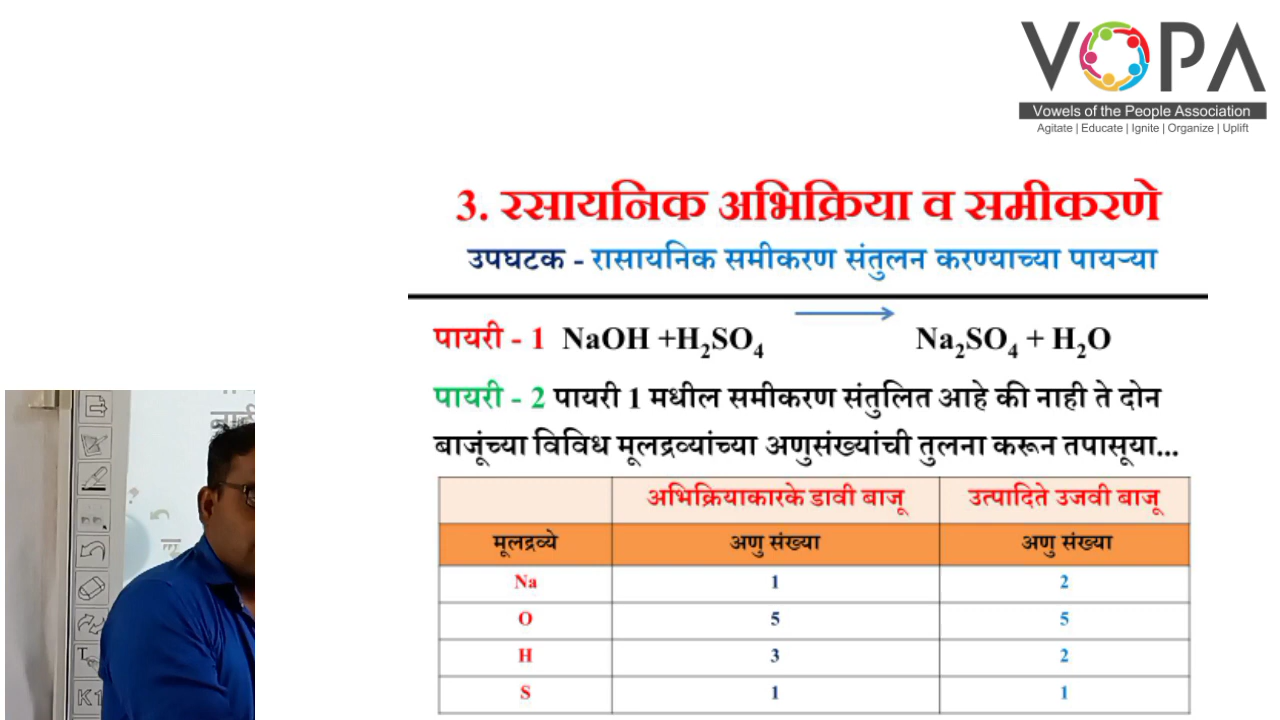 VOPA
Vowels of the People Association
Agitate | Educate | Ignite | Organize | Uplift
3. रसायनिक अभिक्रिया व समीकरणे
उपघटक - रासायनिक समीकरण संतुलन करण्याच्या पायऱ्या
पायरी - 1 NaOH +H₂SO₄ → Na₂SO₄ + H₂O
पायरी - 2 पायरी 1 मधील समीकरण संतुलित आहे की नाही ते दोन
बाजूंच्या विविध मूलद्रव्यांच्या अणुसंख्यांची तुलना करून तपासूया...
अभिक्रियाकारके डावी बाजू उत्पादिते उजवी बाजू
मूलद्रव्ये अणु संख्या अणु संख्या
Na 1 2
O 5 5
H 3 2
S 1 1
T
K1